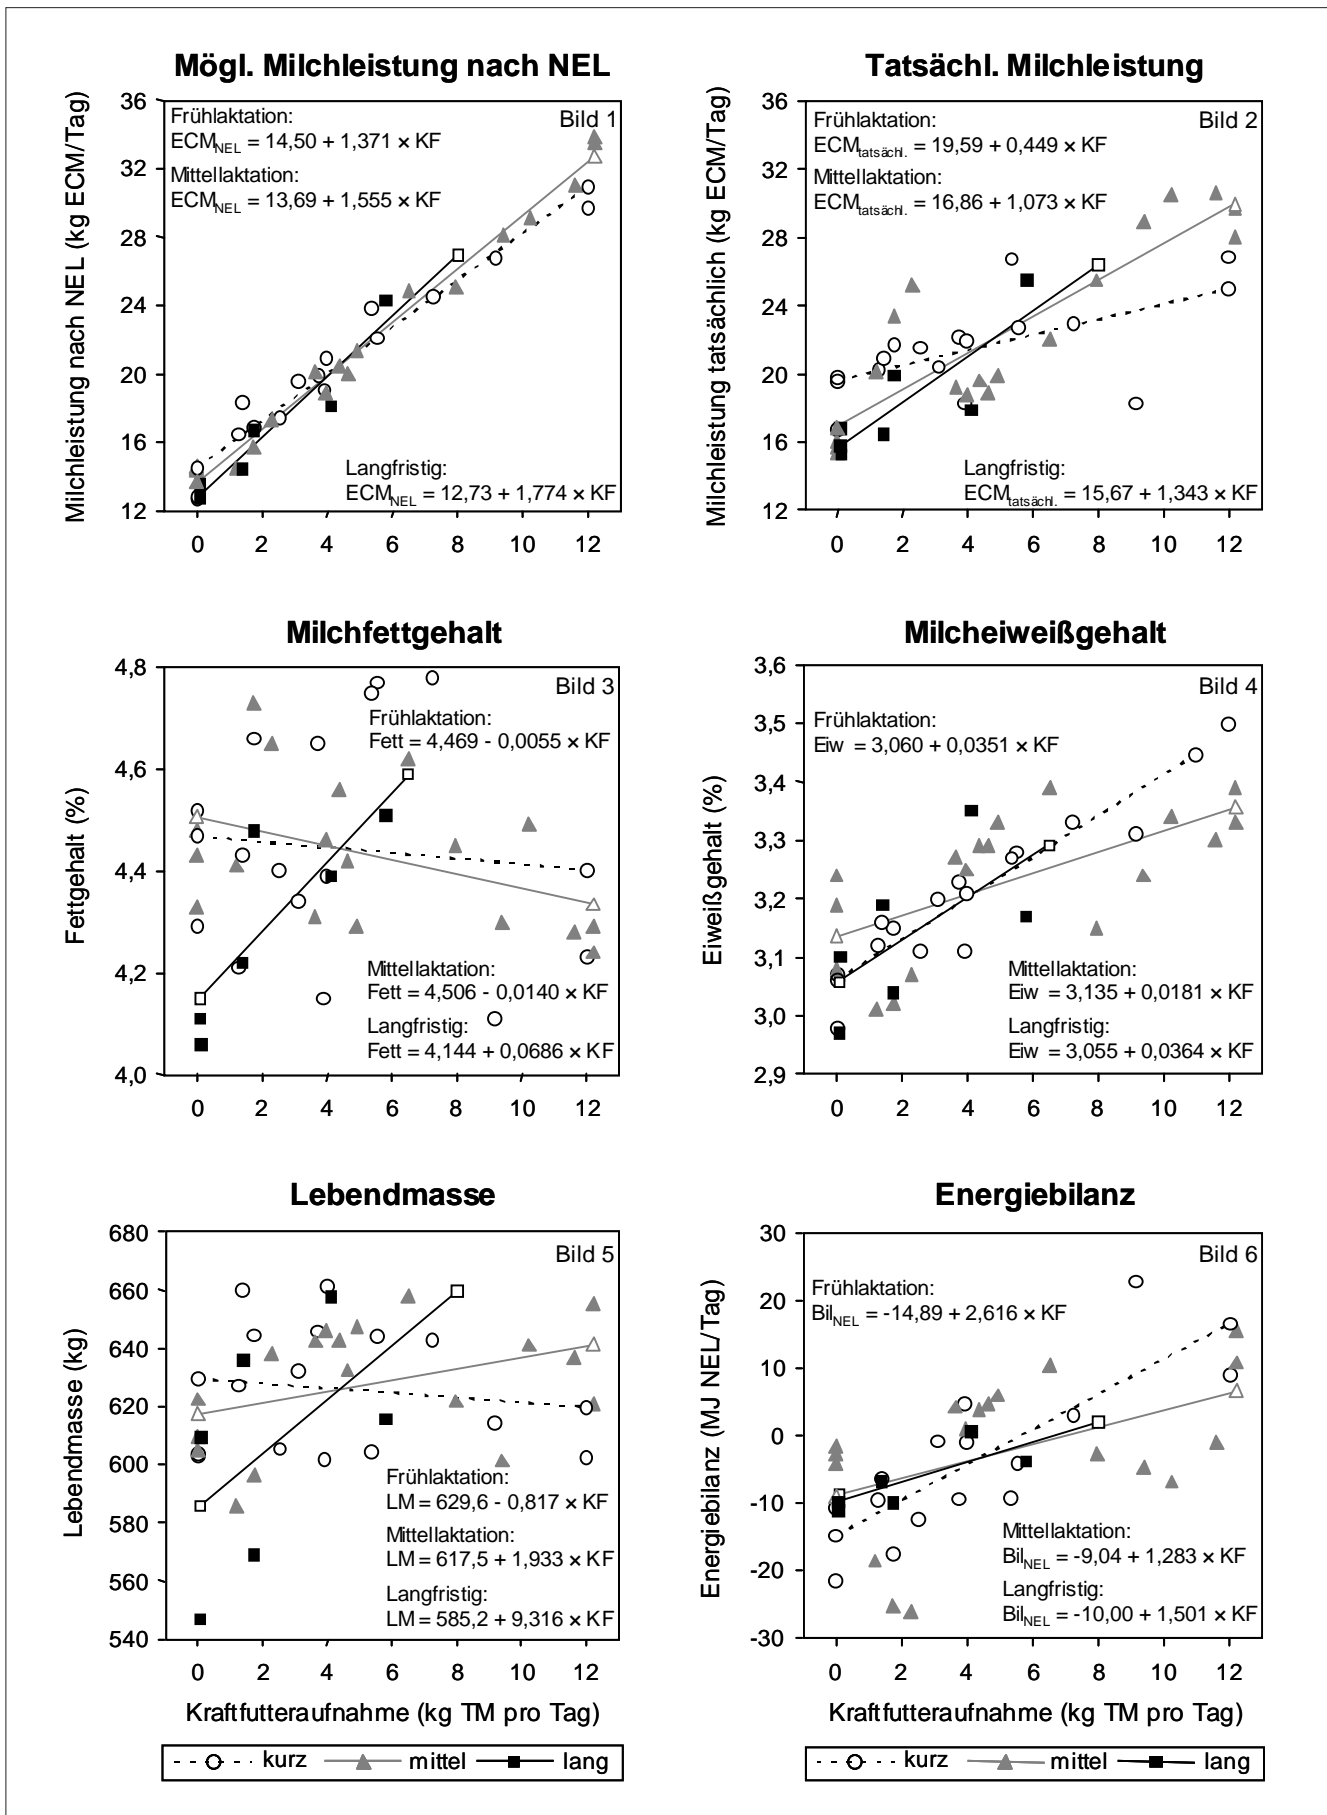 Mögl. Milchleistung nach NEL
Milchleistung nach NEL (kg ECM/Tag)
36
32
28
24
20
16
12
Bild 1
Frühlaktation:
ECM_NEL = 14,50 + 1,371 × KF
Mittellaktation:
ECM_NEL = 13,69 + 1,555 × KF
Langfristig:
ECM_NEL = 12,73 + 1,774 × KF
0 2 4 6 8 10 12
Tatsächl. Milchleistung
Milchleistung tatsächlich (kg ECM/Tag)
36
32
28
24
20
16
12
Bild 2
Frühlaktation:
ECM_tatsächl. = 19,59 + 0,449 × KF
Mittellaktation:
ECM_tatsächl. = 16,86 + 1,073 × KF
Langfristig:
ECM_tatsächl. = 15,67 + 1,343 × KF
0 2 4 6 8 10 12
Milchfettgehalt
Fettgehalt (%)
4,8
4,6
4,4
4,2
4,0
Bild 3
Frühlaktation:
Fett = 4,469 - 0,0055 × KF
Mittellaktation:
Fett = 4,506 - 0,0140 × KF
Langfristig:
Fett = 4,144 + 0,0686 × KF
0 2 4 6 8 10 12
Milcheiweißgehalt
Eiweißgehalt (%)
3,6
3,5
3,4
3,3
3,2
3,1
3,0
2,9
Bild 4
Frühlaktation:
Eiw = 3,060 + 0,0351 × KF
Mittellaktation:
Eiw = 3,135 + 0,0181 × KF
Langfristig:
Eiw = 3,055 + 0,0364 × KF
0 2 4 6 8 10 12
Lebendmasse
Lebendmasse (kg)
680
660
640
620
600
580
560
540
Bild 5
Frühlaktation:
LM = 629,6 - 0,817 × KF
Mittellaktation:
LM = 617,5 + 1,933 × KF
Langfristig:
LM = 585,2 + 9,316 × KF
0 2 4 6 8 10 12
Kraftfutteraufnahme (kg TM pro Tag)
kurz mittel lang
Energiebilanz
Energiebilanz (MJ NEL/Tag)
30
20
10
0
-10
-20
-30
Bild 6
Frühlaktation:
Bil_NEL = -14,89 + 2,616 × KF
Mittellaktation:
Bil_NEL = -9,04 + 1,283 × KF
Langfristig:
Bil_NEL = -10,00 + 1,501 × KF
0 2 4 6 8 10 12
Kraftfutteraufnahme (kg TM pro Tag)
kurz mittel lang